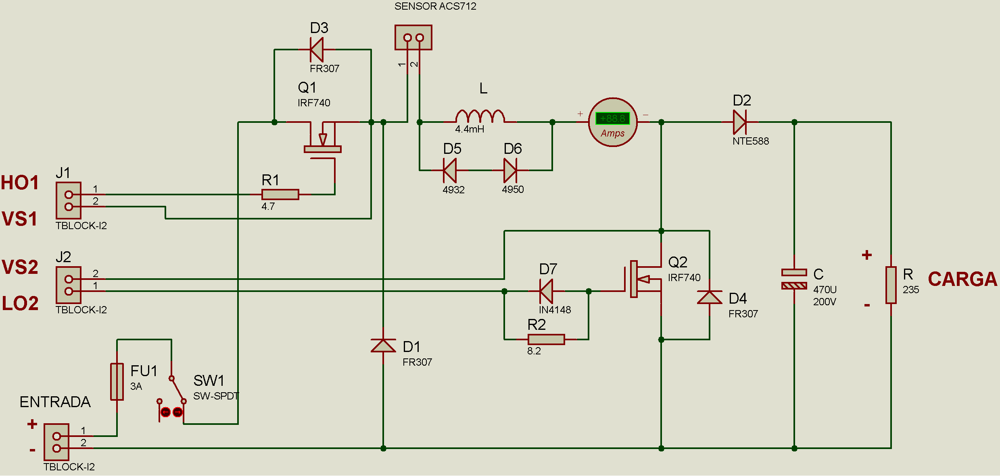 SENSOR ACS712
1
2
D3
FR307
Q1
IRF740
L
4.4mH
+
+88.8
Amps
−
D2
NTE588
D5
4932
D6
4950
HO1
VS1
J1
1
2
TBLOCK-I2
R1
4.7
VS2
LO2
J2
2
1
TBLOCK-I2
D7
IN4148
R2
8.2
Q2
IRF740
D4
FR307
C
470U
200V
+
-
R
235
CARGA
D1
FR307
FU1
3A
SW1
SW-SPDT
ENTRADA
+
-
1
2
TBLOCK-I2